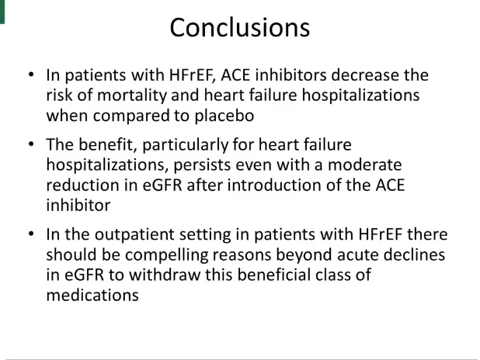 Conclusions
• In patients with HFrEF, ACE inhibitors decrease the
risk of mortality and heart failure hospitalizations
when compared to placebo
• The benefit, particularly for heart failure
hospitalizations, persists even with a moderate
reduction in eGFR after introduction of the ACE
inhibitor
• In the outpatient setting in patients with HFrEF there
should be compelling reasons beyond acute declines
in eGFR to withdraw this beneficial class of
medications